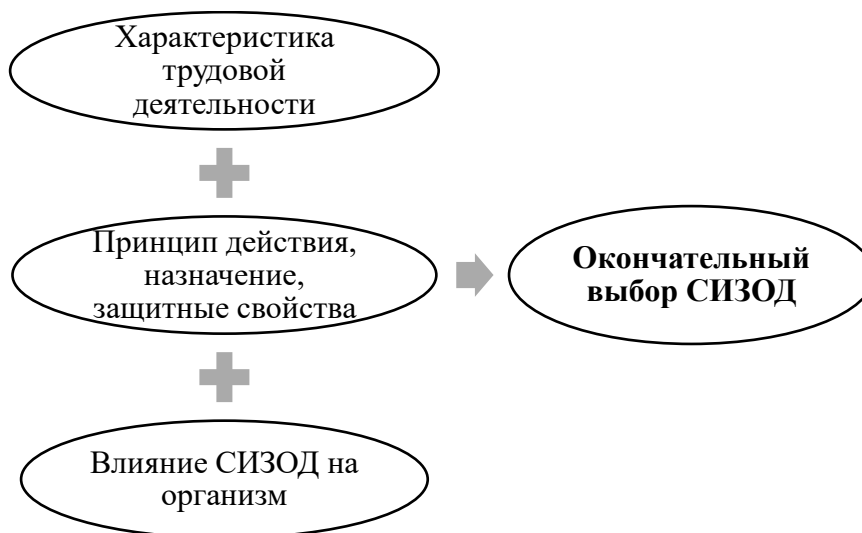 Характеристика
трудовой
деятельности
Принцип действия,
назначение,
защитные свойства
Окончательный
выбор СИЗОД
Влияние СИЗОД на
организм